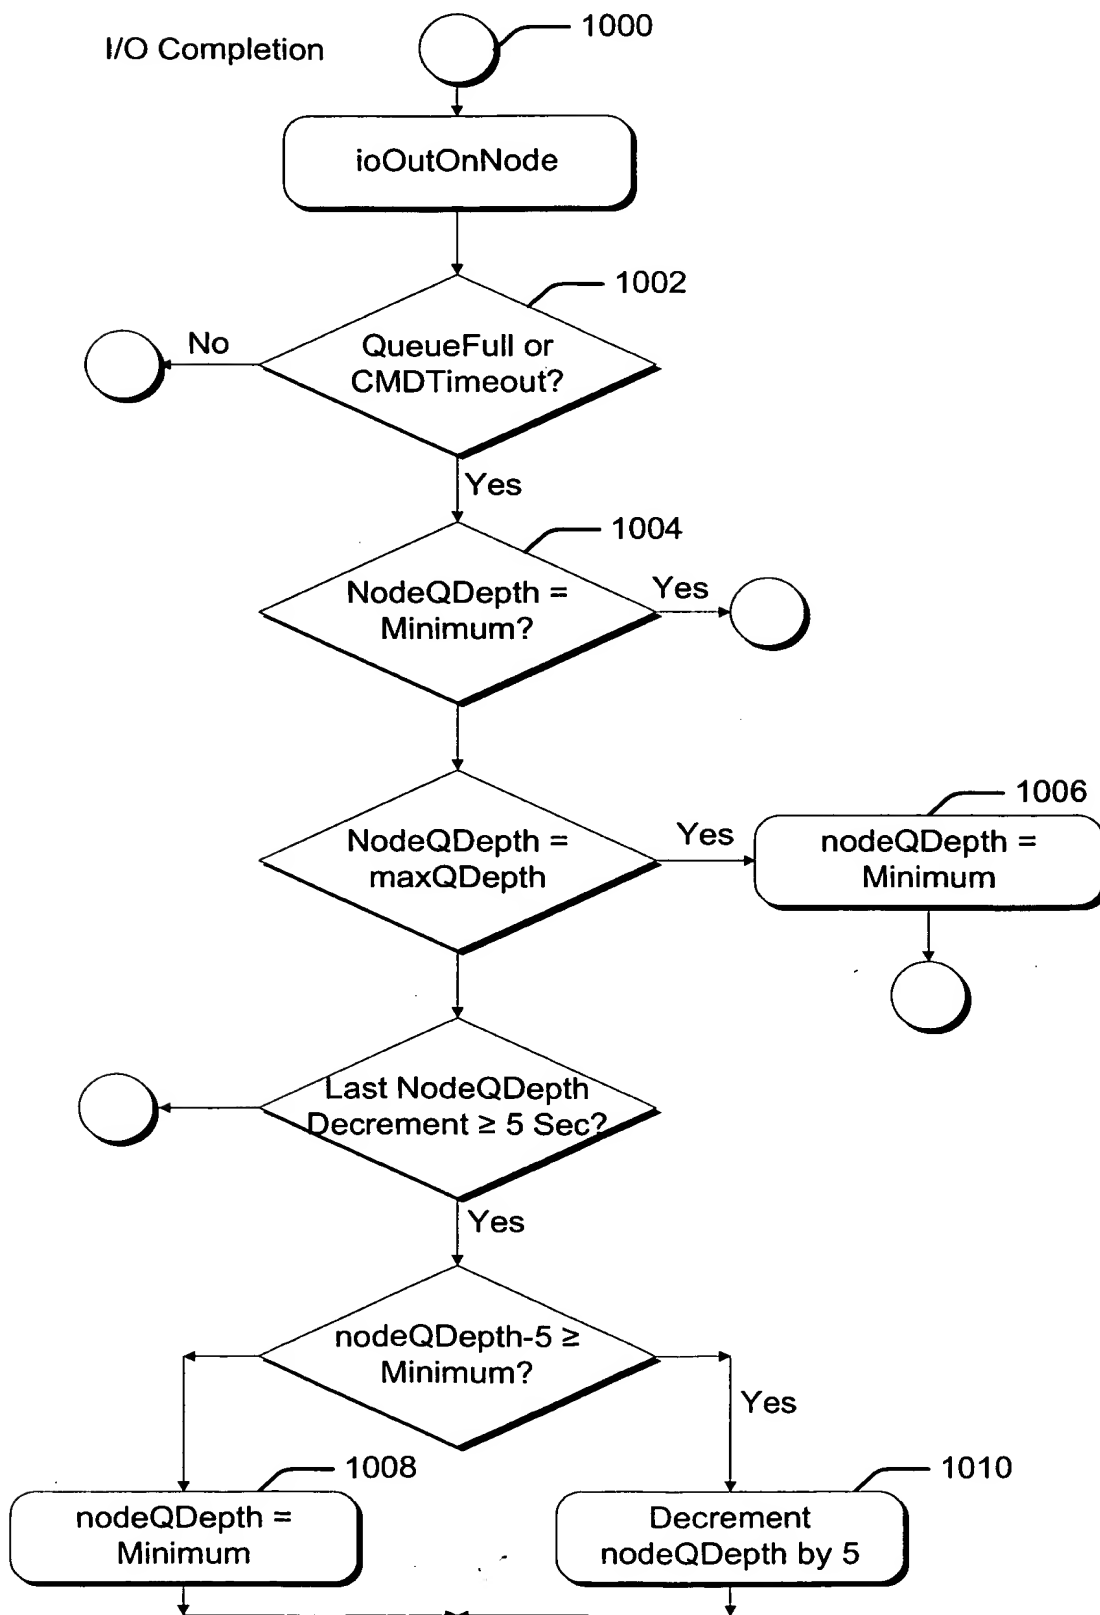 I/O Completion
1000
ioOutOnNode
1002
No
QueueFull or
CMDTimeout?
Yes
1004
NodeQDepth =
Minimum?
Yes
NodeQDepth =
maxQDepth
Yes
1006
nodeQDepth =
Minimum
Last NodeQDepth
Decrement ≥ 5 Sec?
Yes
nodeQDepth-5 ≥
Minimum?
Yes
1008
nodeQDepth =
Minimum
1010
Decrement
nodeQDepth by 5